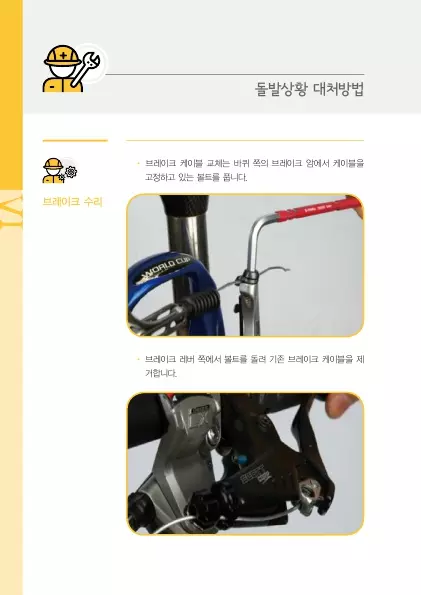 돌발상황 대처방법
· 브레이크 케이블 교체는 바퀴 쪽의 브레이크 암에서 케이블을
고정하고 있는 볼트를 풉니다.
브레이크 수리
VI
WORLD CUP
· 브레이크 레버 쪽에서 볼트를 돌려 기존 브레이크 케이블을 제
거합니다.